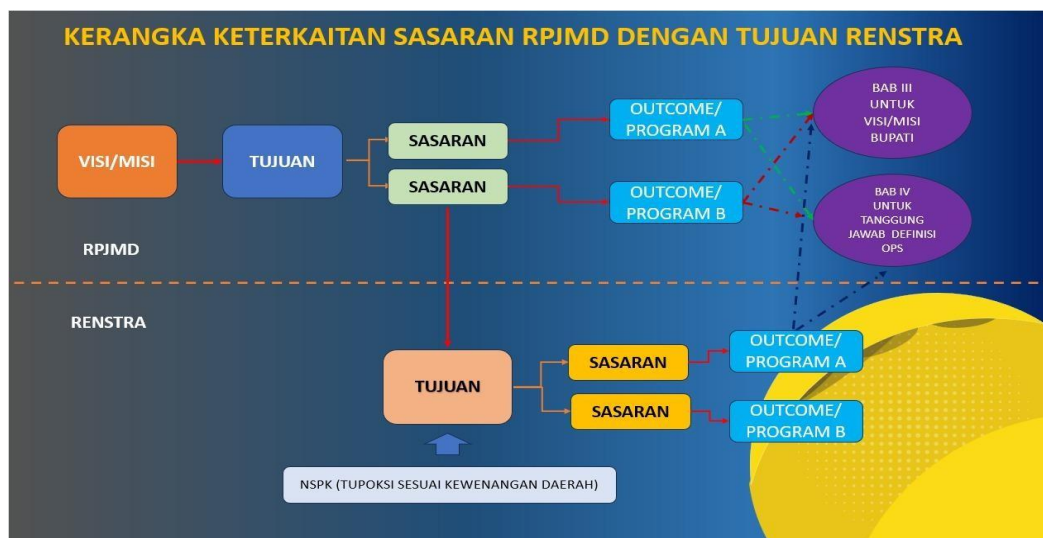 KERANGKA KETERKAITAN SASARAN RPJMD DENGAN TUJUAN RENSTRA
VISI/MISI
TUJUAN
SASARAN
SASARAN
OUTCOME/
PROGRAM A
OUTCOME/
PROGRAM B
BAB III
UNTUK
VISI/MISI
BUPATI
BAB IV
UNTUK
TANGGUNG
JAWAB DEFINISI
OPS
RPJMD
RENSTRA
TUJUAN
SASARAN
SASARAN
OUTCOME/
PROGRAM A
OUTCOME/
PROGRAM B
NSPK (TUPOKSI SESUAI KEWENANGAN DAERAH)